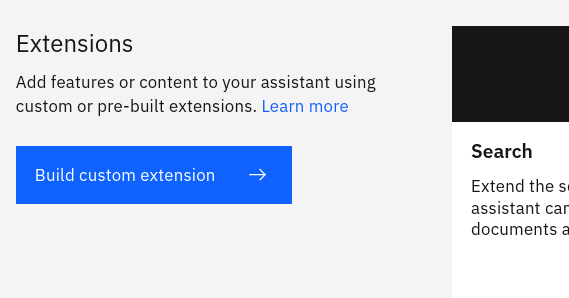 Extensions
Add features or content to your assistant using
custom or pre-built extensions. Learn more
Build custom extension
Search
Extend the
assistant
documents